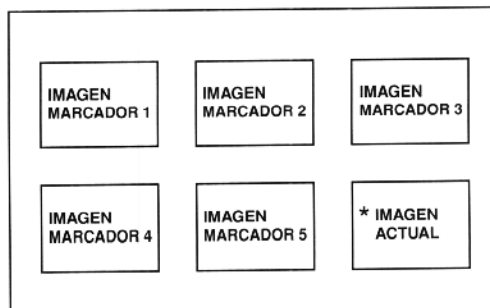 IMAGEN
MARCADOR 1
IMAGEN
MARCADOR 2
IMAGEN
MARCADOR 3
IMAGEN
MARCADOR 4
IMAGEN
MARCADOR 5
* IMAGEN
ACTUAL